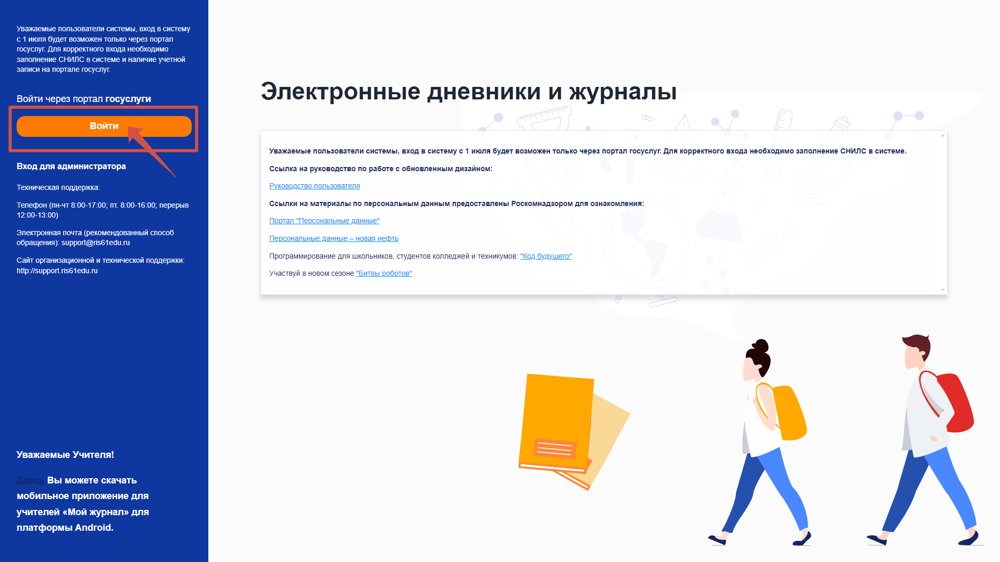 Уважаемые пользователи системы, вход в систему
с 1 июля будет возможен только через портал
госуслуг. Для корректного входа необходимо
заполнение СНИЛС в системе и наличие учетной
записи на портале госуслуг.
Войти через портал госуслуги
Войти
Вход для администратора
Техническая поддержка:
Телефон (пн-чт 8:00-17:00; пт. 8:00-16:00; перерыв
12:00-13:00)
Электронная почта (рекомендованный способ
обращения): support@ris61edu.ru
Сайт организационной и технической поддержки:
http://support.ris61edu.ru
Уважаемые Учителя!
Здесь Вы можете скачать
мобильное приложение для
учителей «Мой журнал» для
платформы Android.
Электронные дневники и журналы
Уважаемые пользователи системы, вход в систему с 1 июля будет возможен только через портал госуслуг. Для корректного входа необходимо заполнение СНИЛС в системе.
Ссылка на руководство по работе с обновленным дизайном:
Руководство пользователя
Ссылки на материалы по персональным данным предоставлены Роскомнадзором для ознакомления:
Портал "Персональные данные"
Персональные данные – новая нефть
Программирование для школьников, студентов колледжей и техникумов: "Код будущего"
Участвуй в новом сезоне "Битвы роботов"